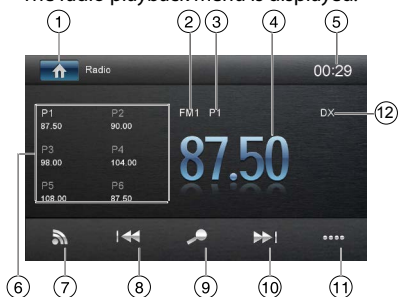 The radio playback menu is displayed.
1 2 3 4 5
Radio 00:29
P1 P2 FM1 P1 DX 12
87.50 90.00
87.50
P3 P4
98.00 104.00
P5 P6
108.00 87.50
6 7 8 9 10 11